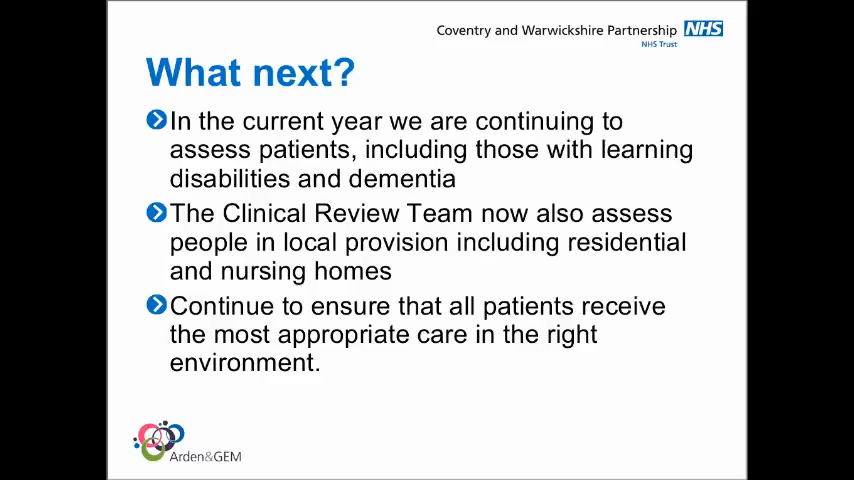 Coventry and Warwickshire Partnership NHS
NHS Trust
What next?
In the current year we are continuing to
assess patients, including those with learning
disabilities and dementia
The Clinical Review Team now also assess
people in local provision including residential
and nursing homes
Continue to ensure that all patients receive
the most appropriate care in the right
environment.
Arden&GEM